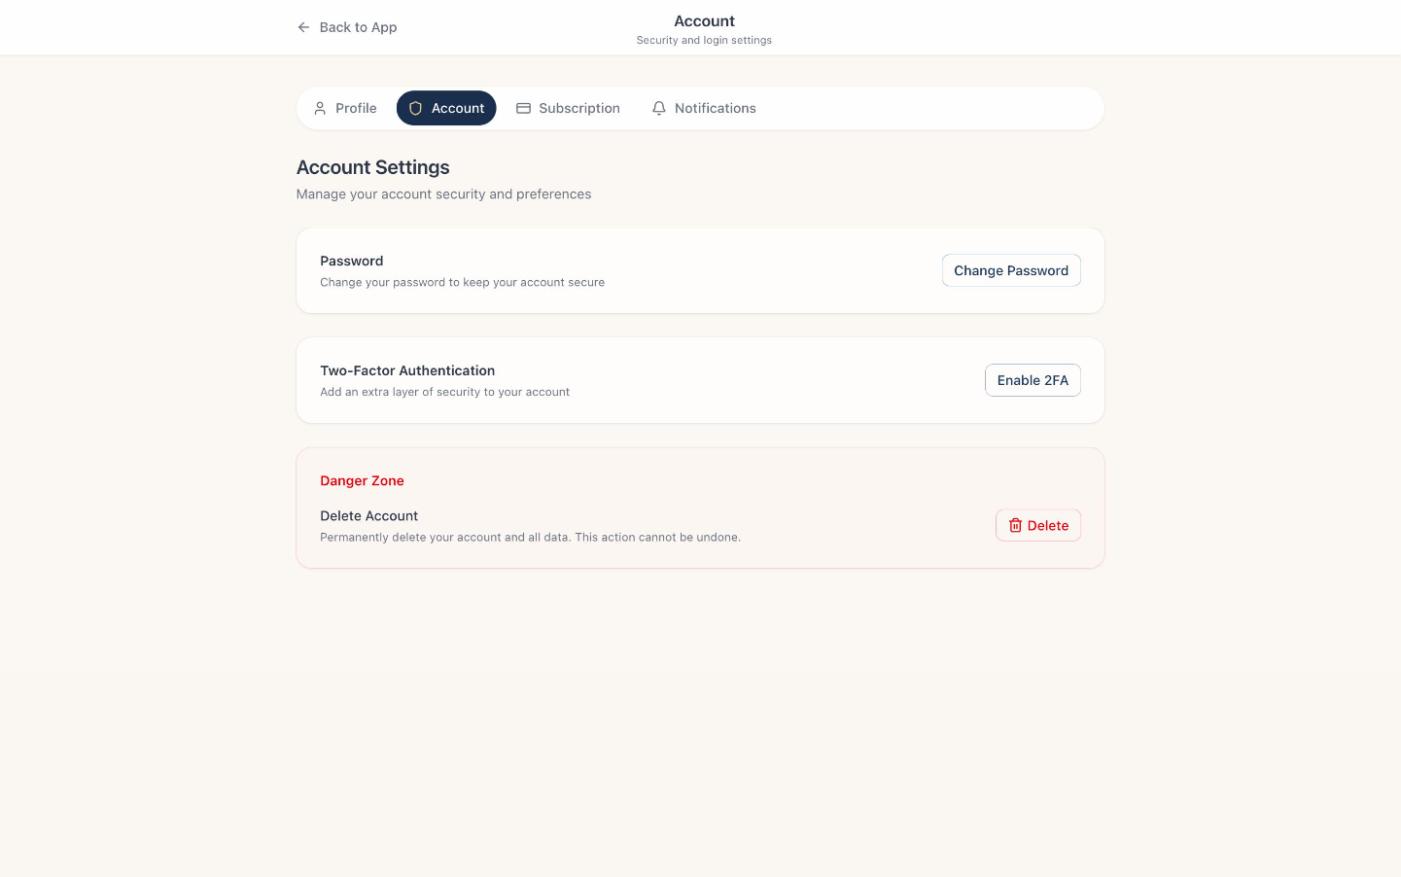 Back to App
Account
Security and login settings
Profile
Account
Subscription
Notifications
Account Settings
Manage your account security and preferences
Password
Change your password to keep your account secure
Change Password
Two-Factor Authentication
Add an extra layer of security to your account
Enable 2FA
Danger Zone
Delete Account
Permanently delete your account and all data. This action cannot be undone.
Delete